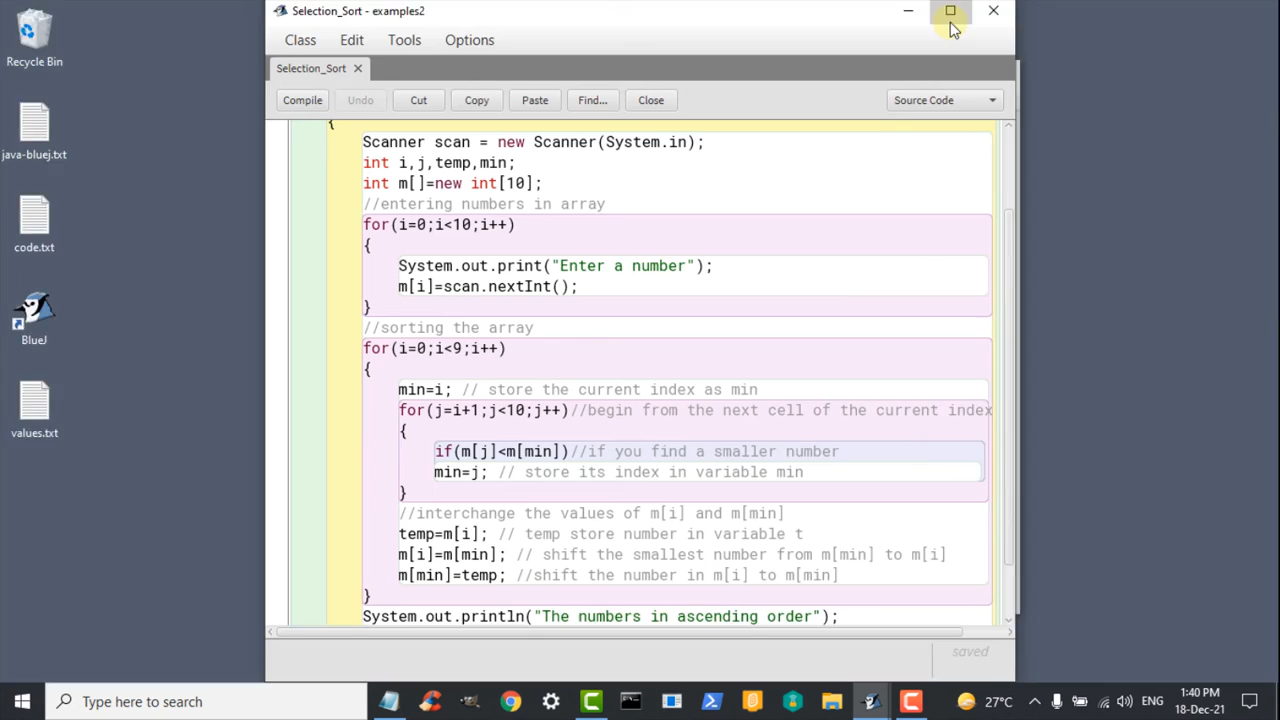 Recycle Bin
java-bluej.txt
code.txt
BlueJ
values.txt
Selection_Sort - examples2
Class Edit Tools Options
Selection_Sort ×
Compile Undo Cut Copy Paste Find... Close Source Code
{
Scanner scan = new Scanner(System.in);
int i,j,temp,min;
int m[]=new int[10];
//entering numbers in array
for(i=0;i<10;i++)
{
System.out.print("Enter a number");
m[i]=scan.nextInt();
}
//sorting the array
for(i=0;i<9;i++)
{
min=i; // store the current index as min
for(j=i+1;j<10;j++)//begin from the next cell of the current index
{
if(m[j]<m[min])//if you find a smaller number
min=j; // store its index in variable min
}
//interchange the values of m[i] and m[min]
temp=m[i]; // temp store number in variable t
m[i]=m[min]; // shift the smallest number from m[min] to m[i]
m[min]=temp; //shift the number in m[i] to m[min]
}
System.out.println("The numbers in ascending order");
saved
Type here to search
27°C
ENG
1:40 PM
18-Dec-21